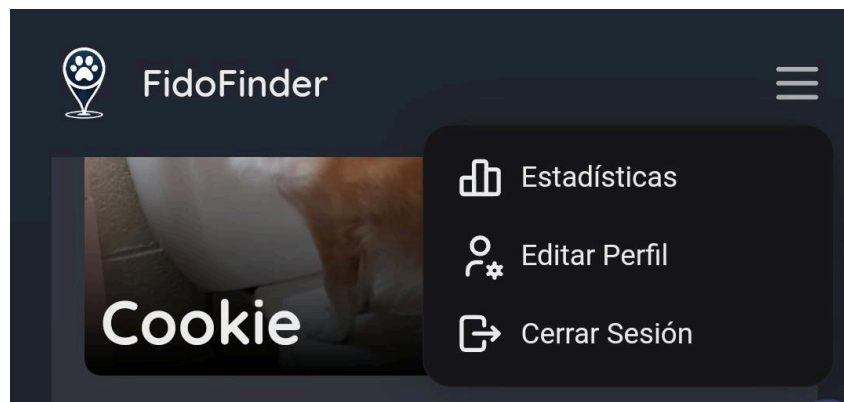 FidoFinder
Estadísticas
Editar Perfil
Cookie
Cerrar Sesión